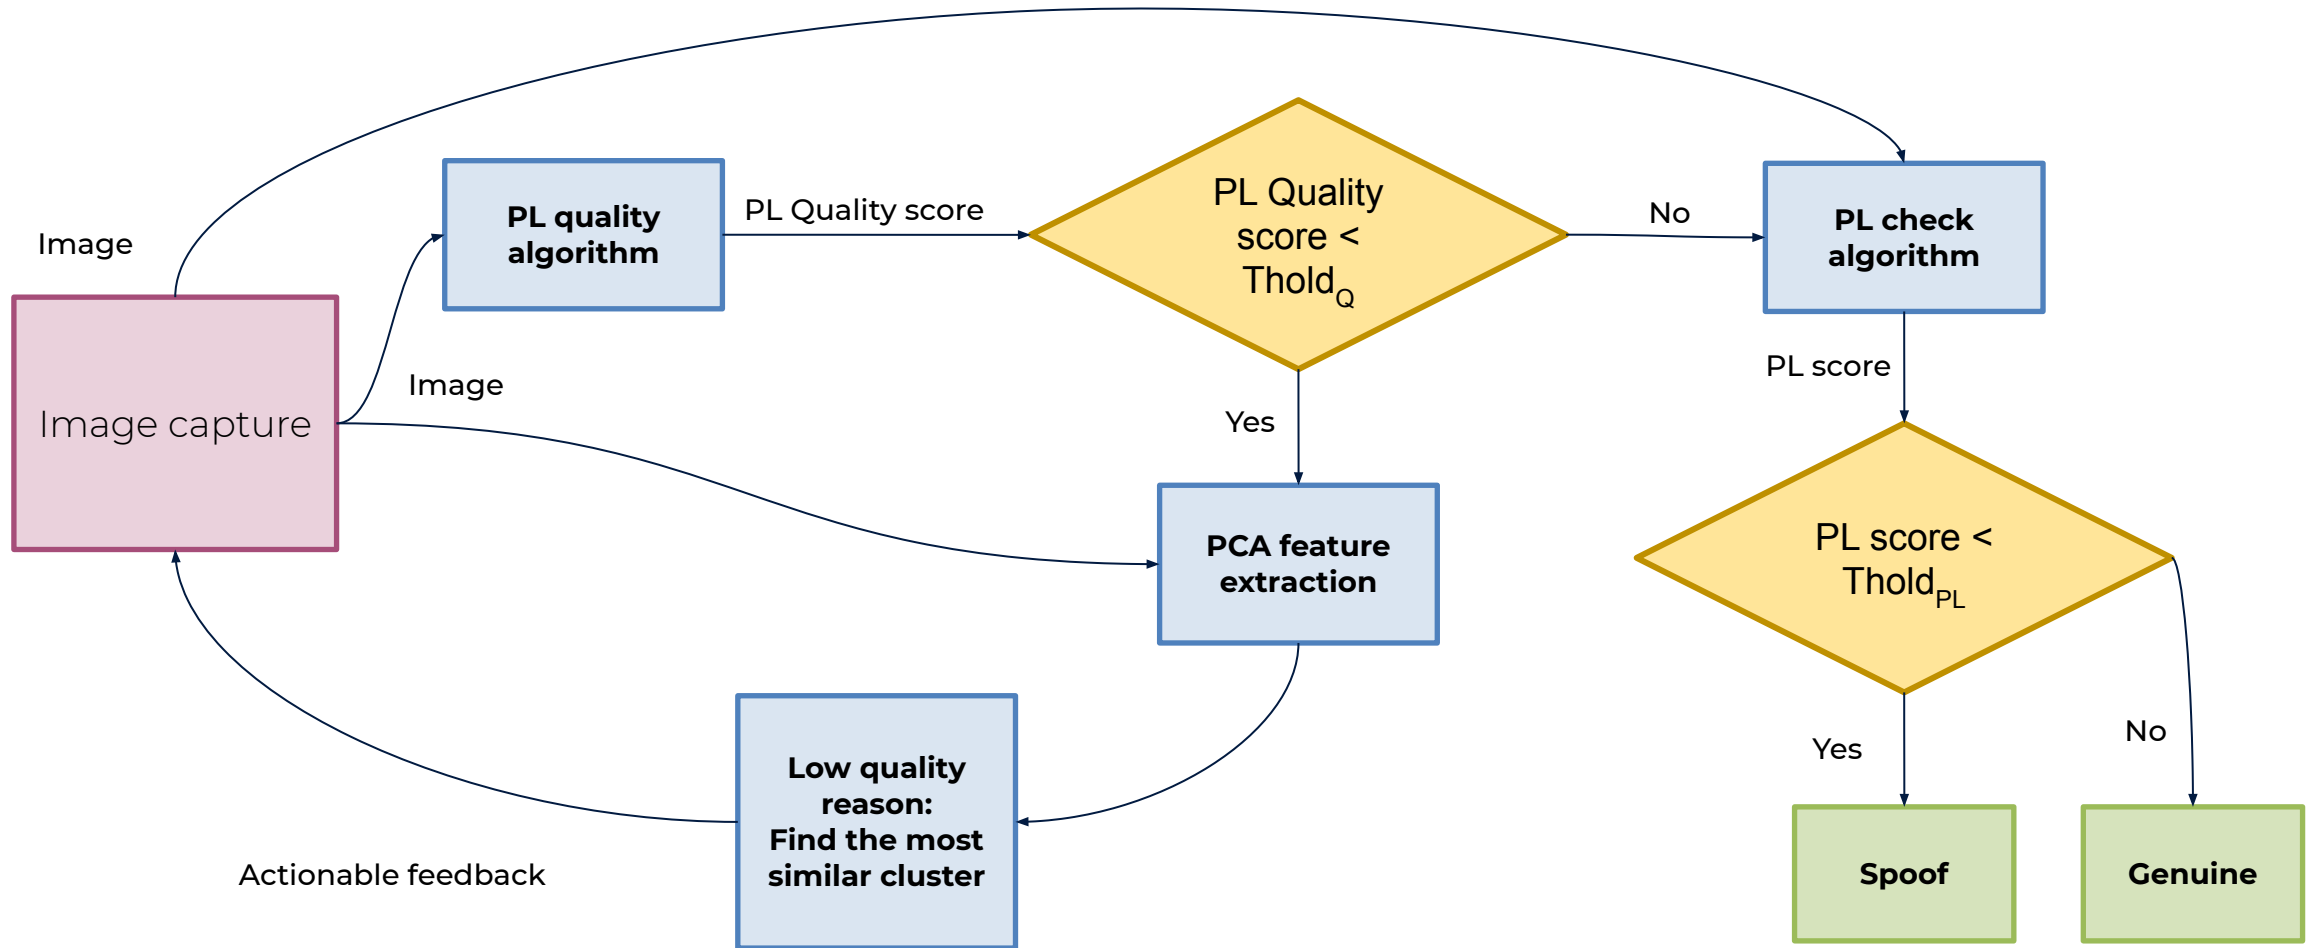 Image
PL quality
algorithm
PL Quality score
PL Quality
score <
Thold_Q
No
PL check
algorithm
Image capture
Image
Yes
PL score
PCA feature
extraction
PL score <
Thold_PL
Low quality
reason:
Find the most
similar cluster
Actionable feedback
Yes
No
Spoof
Genuine